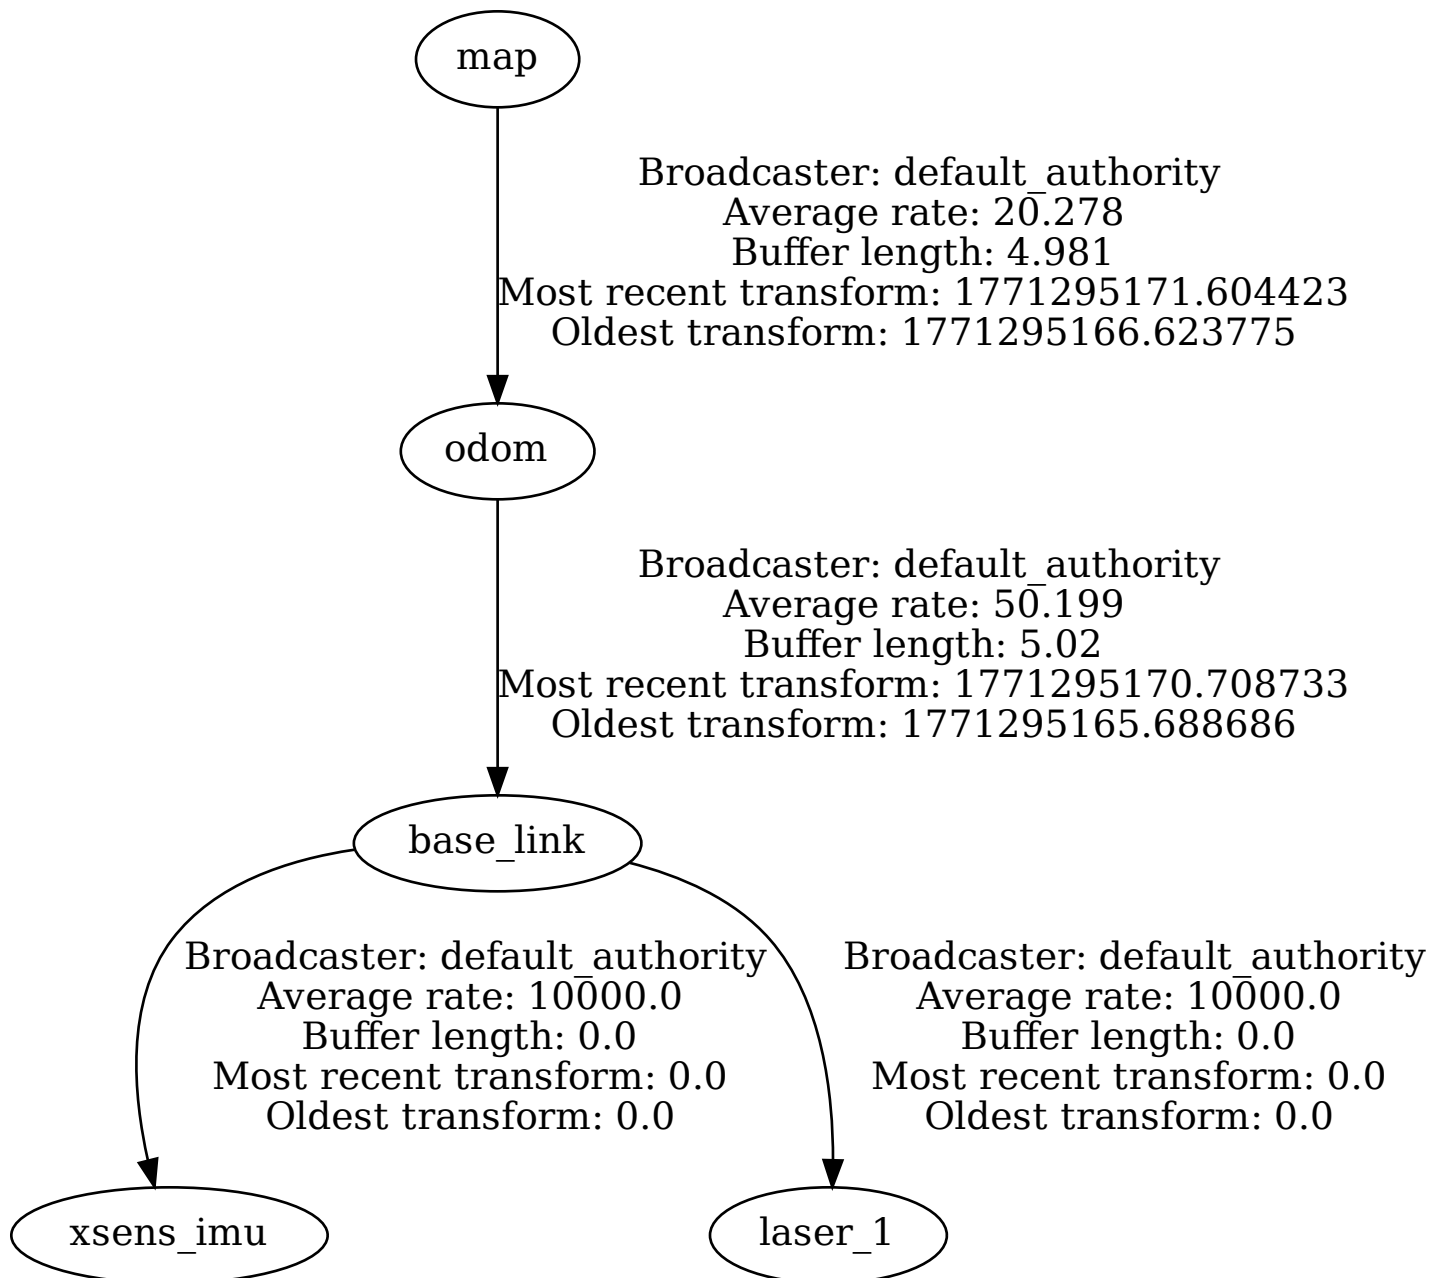 map
Broadcaster: default_authority
Average rate: 20.278
Buffer length: 4.981
Most recent transform: 1771295171.604423
Oldest transform: 1771295166.623775
odom
Broadcaster: default_authority
Average rate: 50.199
Buffer length: 5.02
Most recent transform: 1771295170.708733
Oldest transform: 1771295165.688686
base_link
Broadcaster: default_authority
Average rate: 10000.0
Buffer length: 0.0
Most recent transform: 0.0
Oldest transform: 0.0
Broadcaster: default_authority
Average rate: 10000.0
Buffer length: 0.0
Most recent transform: 0.0
Oldest transform: 0.0
xsens_imu
laser_1